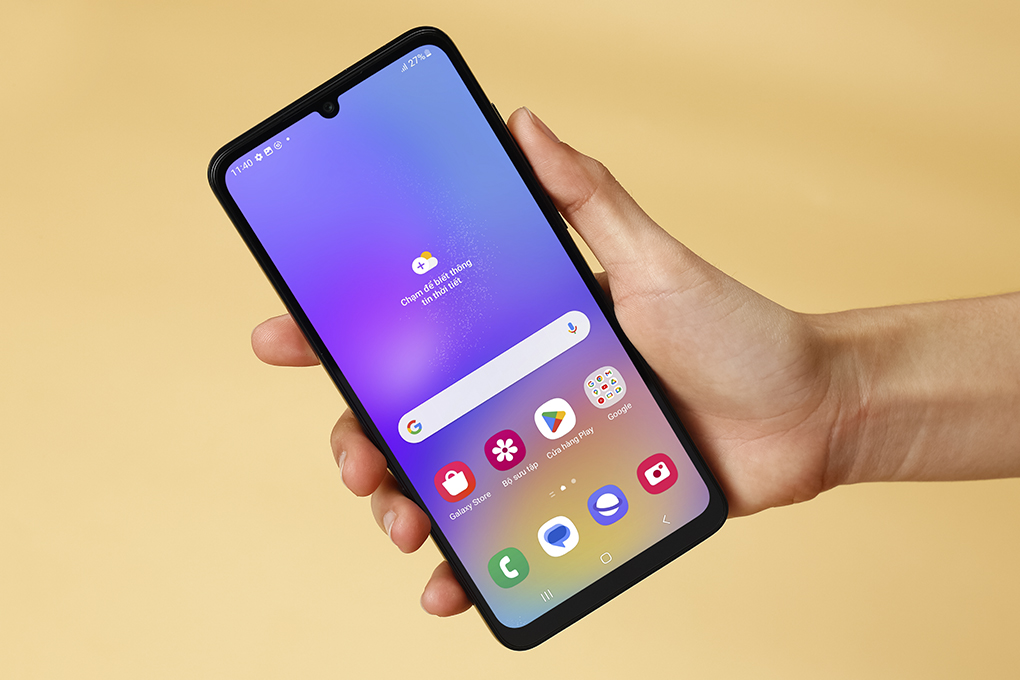 11:40
27%
Chạm để biết thông
tin thời tiết
G
Galaxy Store
Bộ sưu tập
Cửa hàng Play
Google